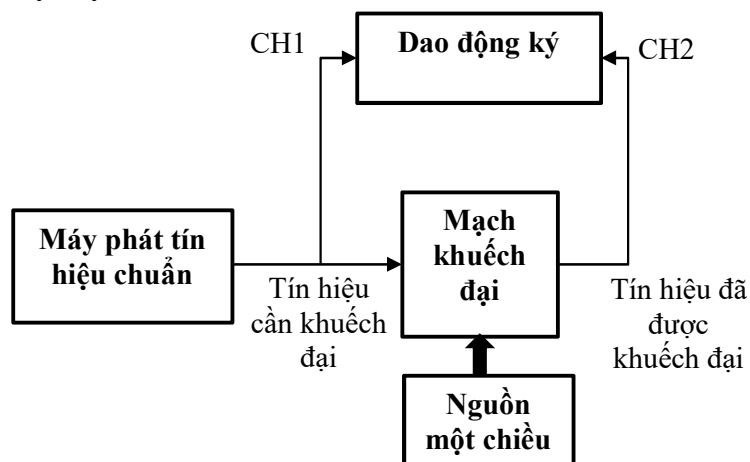 CH1
Dao động ký
CH2
Máy phát tín
hiệu chuẩn
Mạch
khuếch
đại
Tín hiệu
cần khuếch
đại
Tín hiệu đã
được
khuếch đại
Nguồn
một chiều